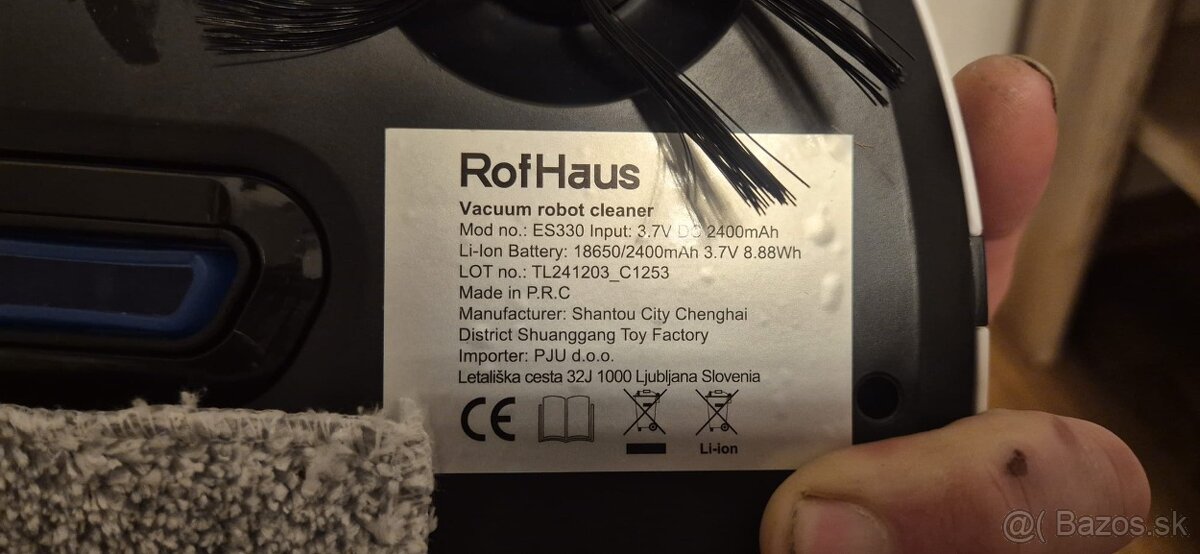 RofHaus
Vacuum robot cleaner
Mod no.: ES330 Input: 3.7V DC 2400mAh
Li-Ion Battery: 18650/2400mAh 3.7V 8.88Wh
LOT no.: TL241203_C1253
Made in P.R.C
Manufacturer: Shantou City Chenghai
District Shuanggang Toy Factory
Importer: PJU d.o.o.
Letališka cesta 32J 1000 Ljubljana Slovenia
CE
Li-ion
@( Bazos.sk